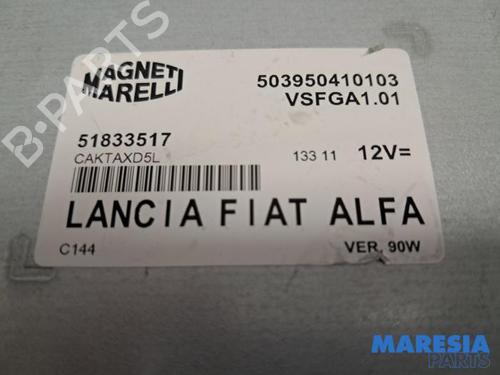 MAGNETI
MARELLI
503950410103
VSFGA1.01
51833517
CAKTAXD5L
133 11
12V=
LANCIA FIAT ALFA
C144
VER. 90W
B-PARTS
MARESIA
PARTS